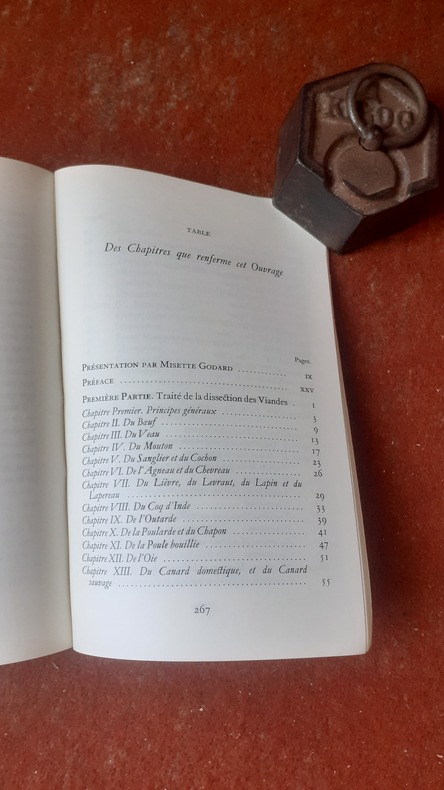 TABLE
Des Chapitres que renferme cet Ouvrage
Pages.
PRÉSENTATION PAR MISETTE GODARD .......... IX
PRÉFACE .......... XXV
PREMIÈRE PARTIE. Traité de la dissection des Viandes . 1
Chapitre Premier. Principes généraux .......... 3
Chapitre II. Du Bœuf .......... 9
Chapitre III. Du Veau .......... 13
Chapitre IV. Du Mouton .......... 17
Chapitre V. Du Sanglier et du Cochon .......... 23
Chapitre VI. De l'Agneau et du Chevreau .......... 26
Chapitre VII. Du Lièvre, du Levraut, du Lapin et du
Lapereau .......... 29
Chapitre VIII. Du Coq d'Inde .......... 33
Chapitre IX. De l'Outarde .......... 39
Chapitre X. De la Poularde et du Chapon .......... 41
Chapitre XI. De la Poule bouillie .......... 47
Chapitre XII. De l'Oie .......... 51
Chapitre XIII. Du Canard domestique, et du Canard
sauvage .......... 55
267